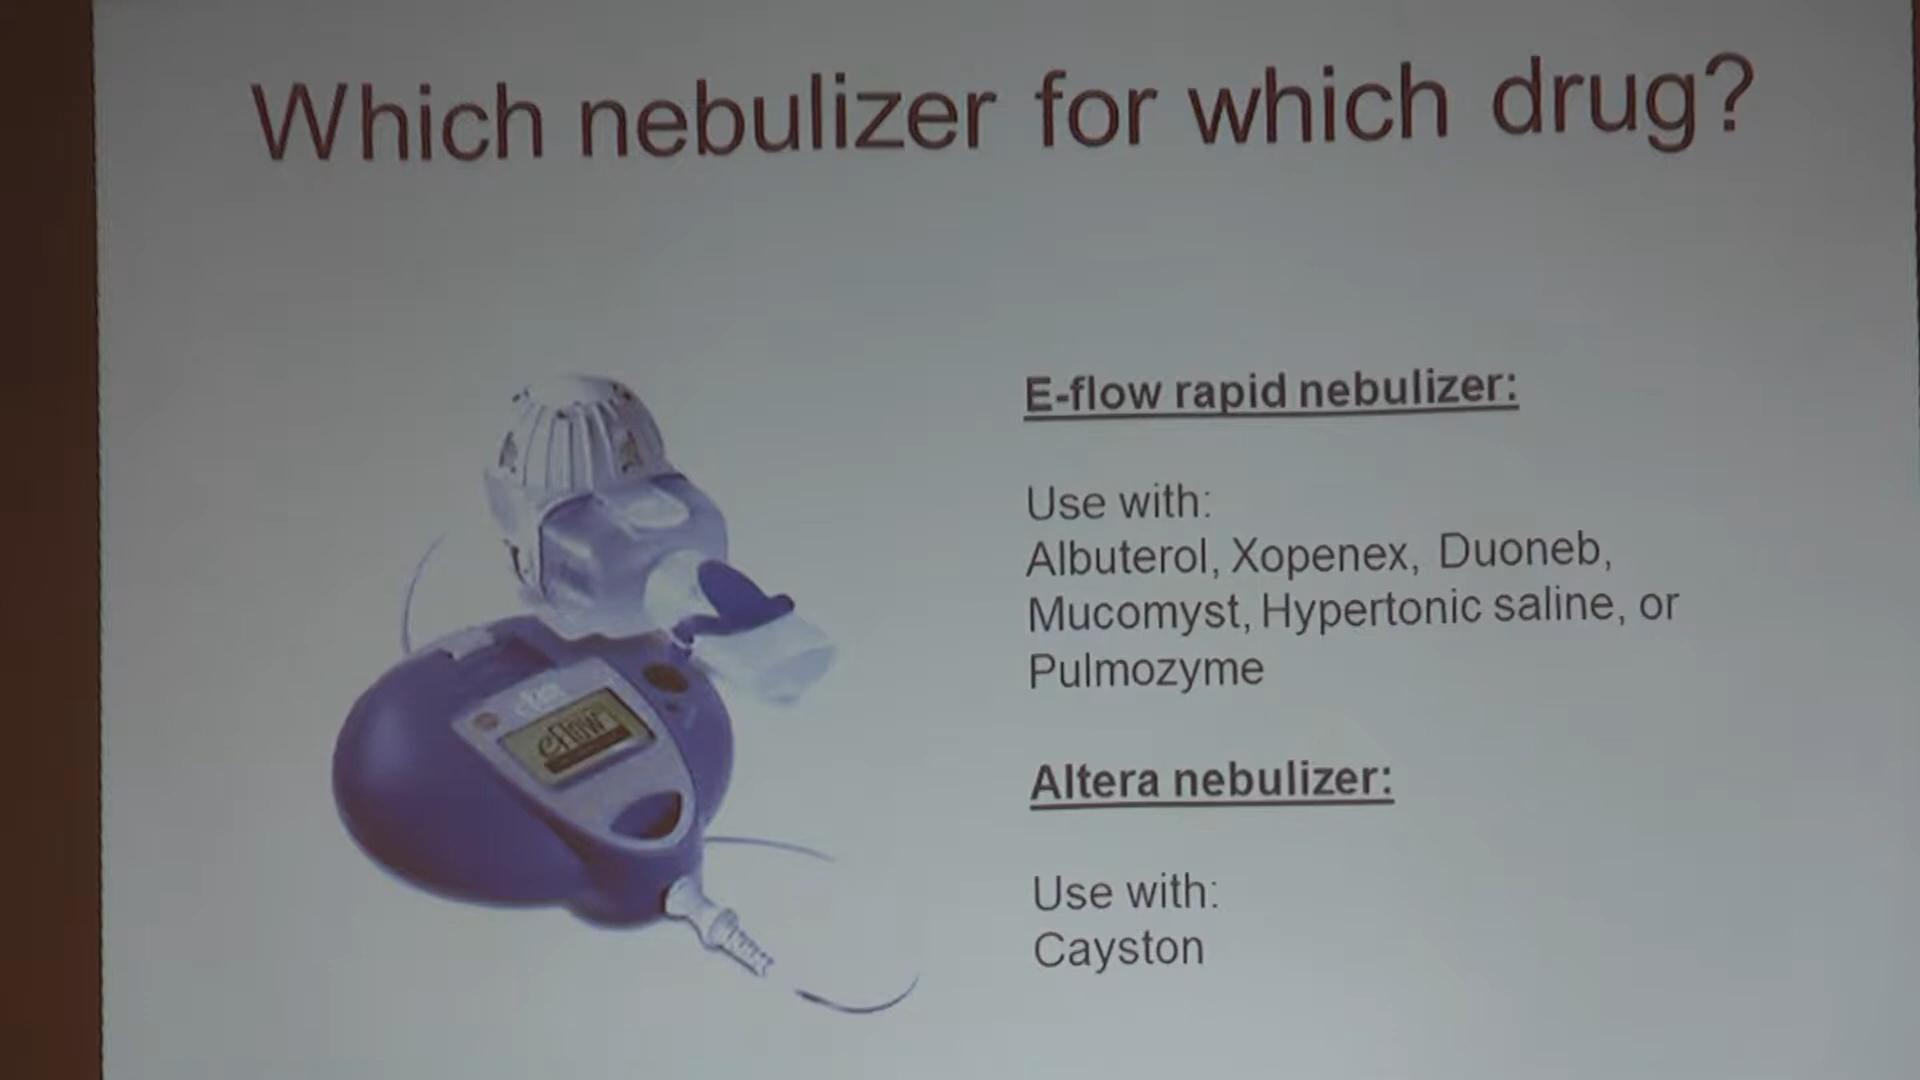 Which nebulizer for which drug?
E-flow rapid nebulizer:
Use with:
Albuterol, Xopenex, Duoneb,
Mucomyst, Hypertonic saline, or
Pulmozyme
Altera nebulizer:
Use with:
Cayston
eFlow